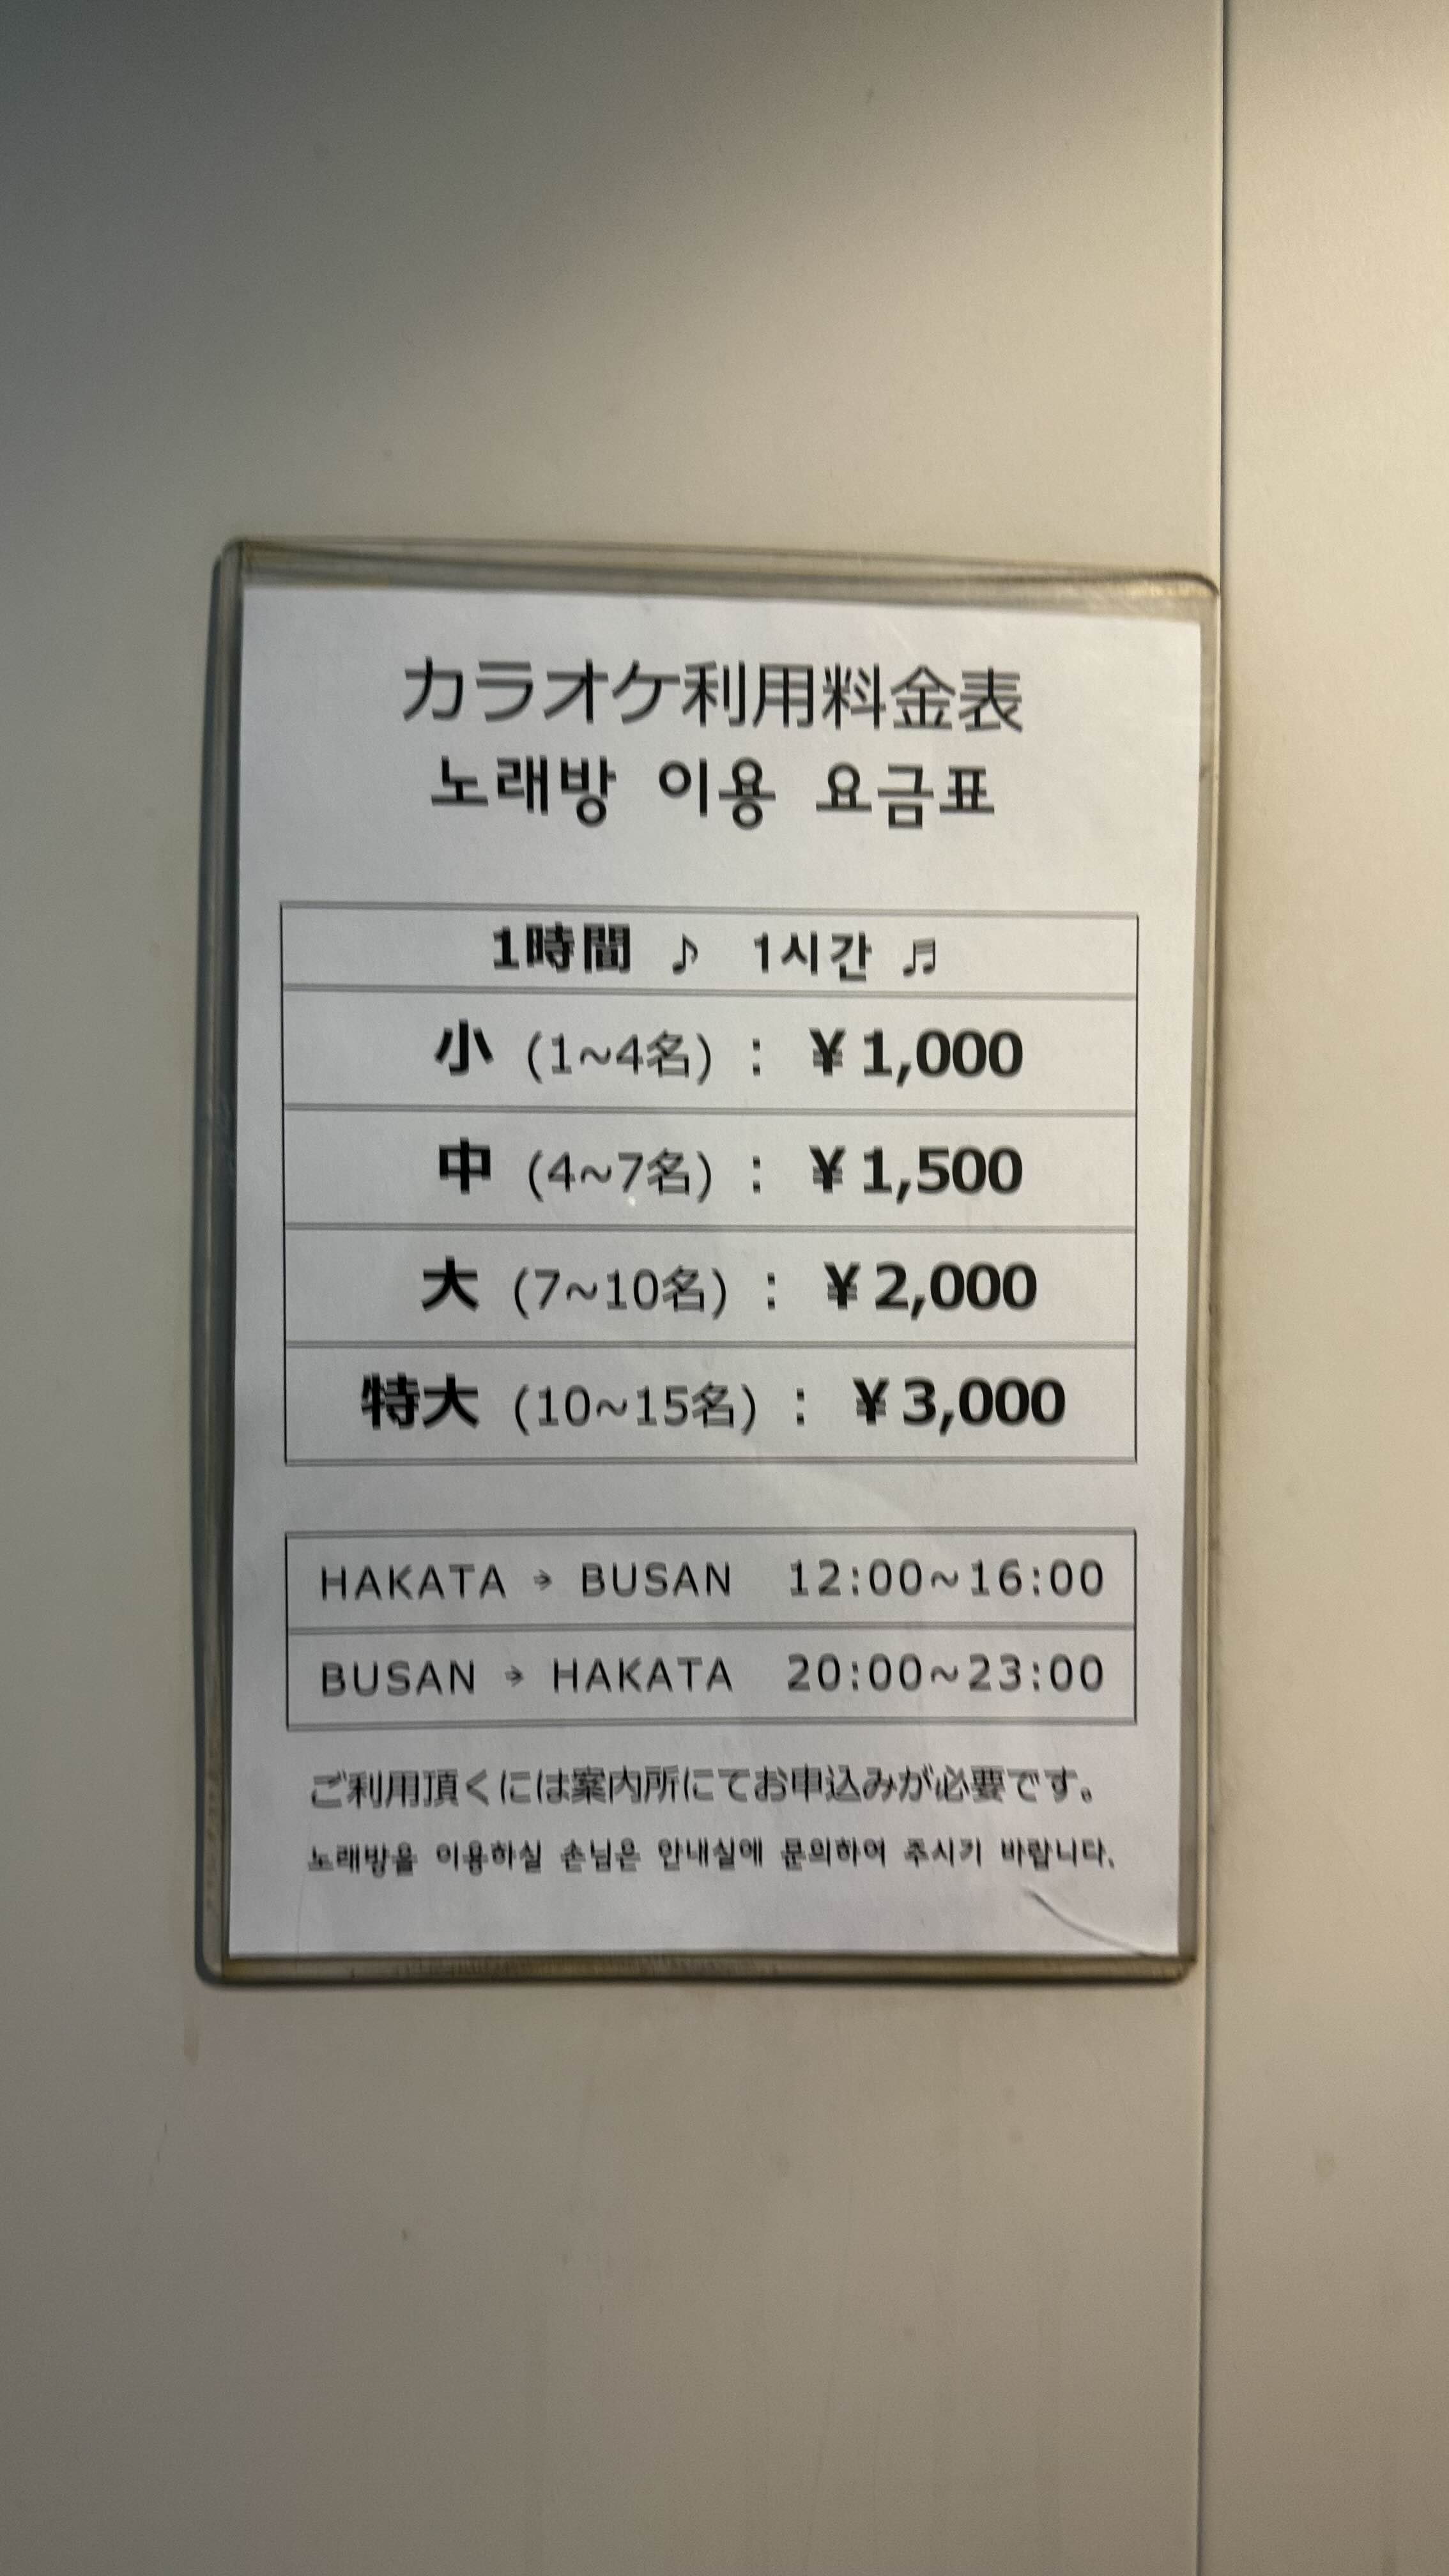 カラオケ利用料金表
노래방 이용 요금표
1時間 ♪ 1시간 ♬
小 (1~4名) : ¥1,000
中 (4~7名) : ¥1,500
大 (7~10名) : ¥2,000
特大 (10~15名) : ¥3,000
HAKATA → BUSAN 12:00~16:00
BUSAN → HAKATA 20:00~23:00
ご利用頂くには案内所にてお申込みが必要です。
노래방을 이용하실 손님은 안내실에 문의하여 주시기 바랍니다.